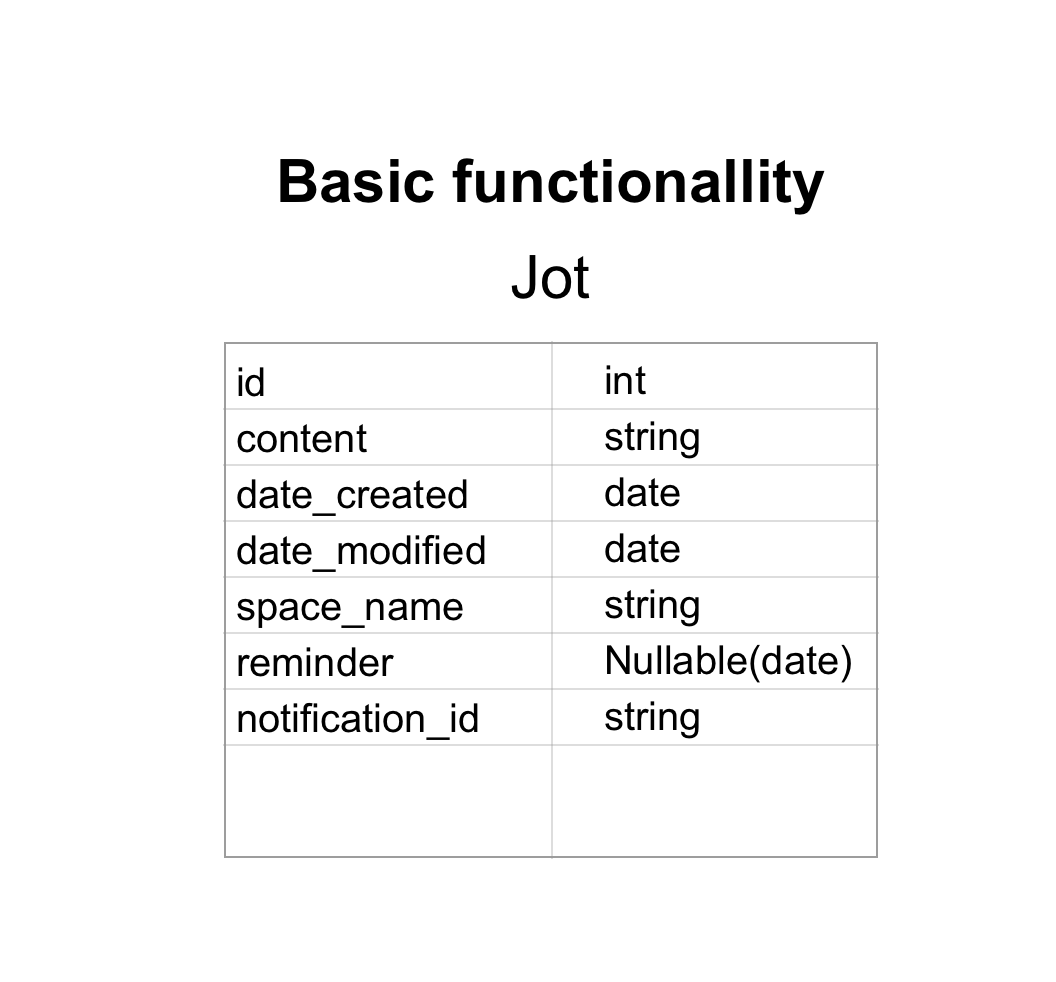 Basic functionallity
Jot
id int
content string
date_created date
date_modified date
space_name string
reminder Nullable(date)
notification_id string